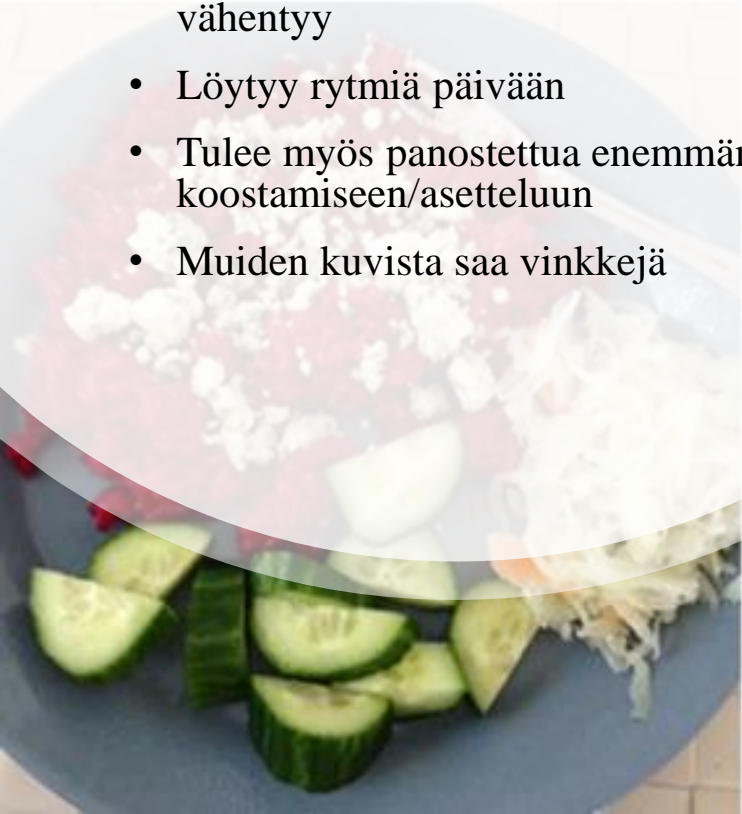 vähentyy
• Löytyy rytmiä päivään
• Tulee myös panostettua enemmän
koostamiseen/asetteluun
• Muiden kuvista saa vinkkejä